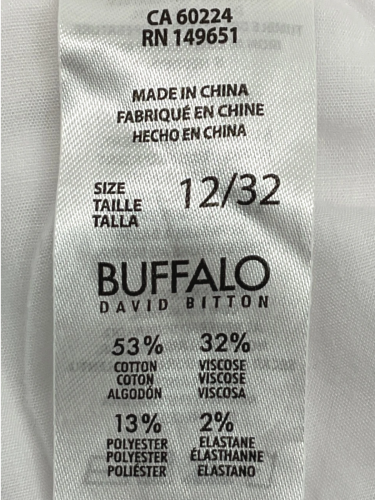 CA 60224
RN 149651
MADE IN CHINA
FABRIQUÉ EN CHINE
HECHO EN CHINA
SIZE
TAILLE
TALLA
12/32
BUFFALO
DAVID BITTON
53% 32%
COTTON VISCOSE
COTON VISCOSE
ALGODÓN VISCOSA
13% 2%
POLYESTER ELASTANE
POLYESTER ÉLASTHANNE
POLIÉSTER ELASTANO